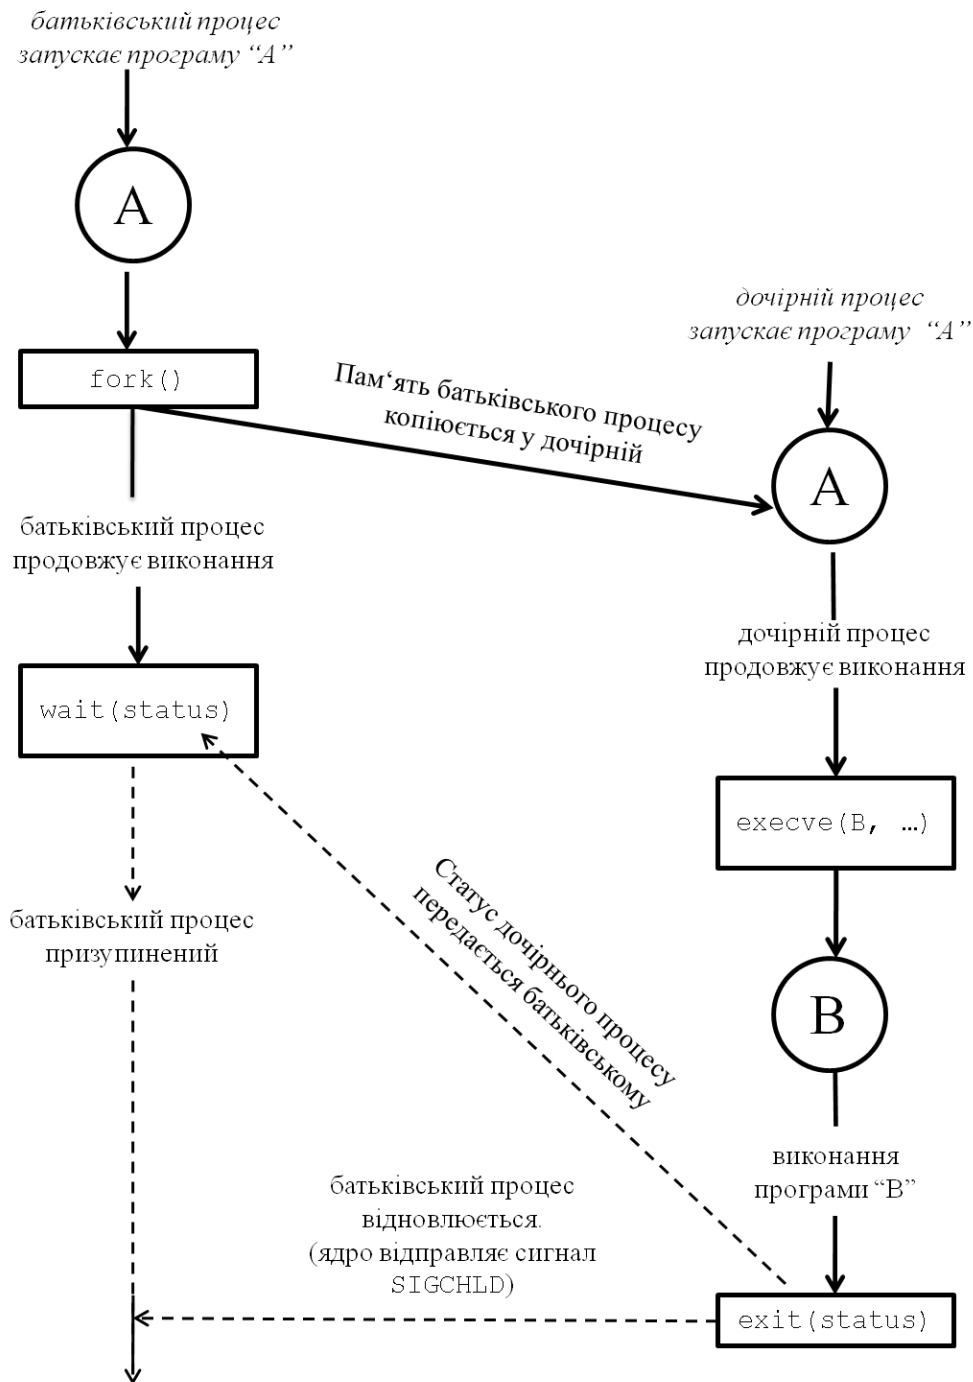 батьківський процес
запускає програму “А”
А
fork()
Пам‘ять батьківського процесу
копіюється у дочірній
дочірній процес
запускає програму “А”
А
батьківський процес
продовжує виконання
дочірній процес
продовжує виконання
wait(status)
execve(B, …)
Статус дочірнього процесу
передається батьківському
батьківський процес
призупинений
В
виконання
програми “В”
батьківський процес
відновлюється.
(ядро відправляє сигнал
SIGCHLD)
exit(status)